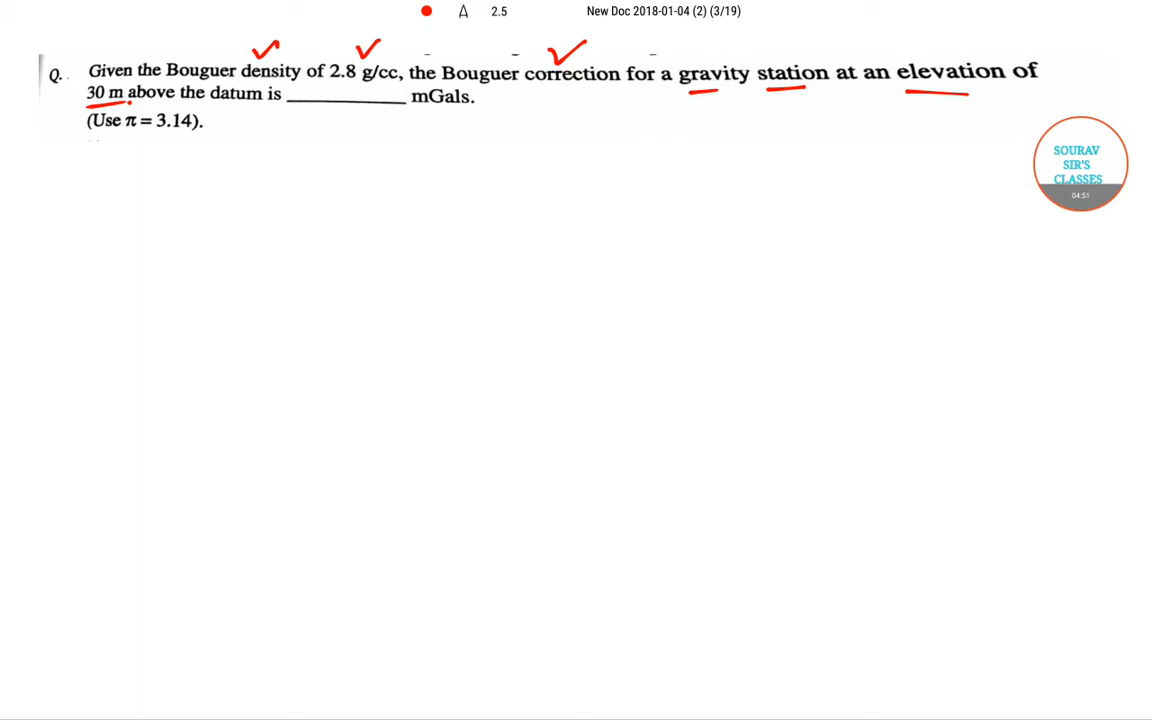 2.5 New Doc 2018-01-04 (2) (3/19)
Q. Given the Bouguer density of 2.8 g/cc, the Bouguer correction for a gravity station at an elevation of
30 m above the datum is ____________ mGals.
(Use π = 3.14).
SOURAV
SIR'S
CLASSES
04:51